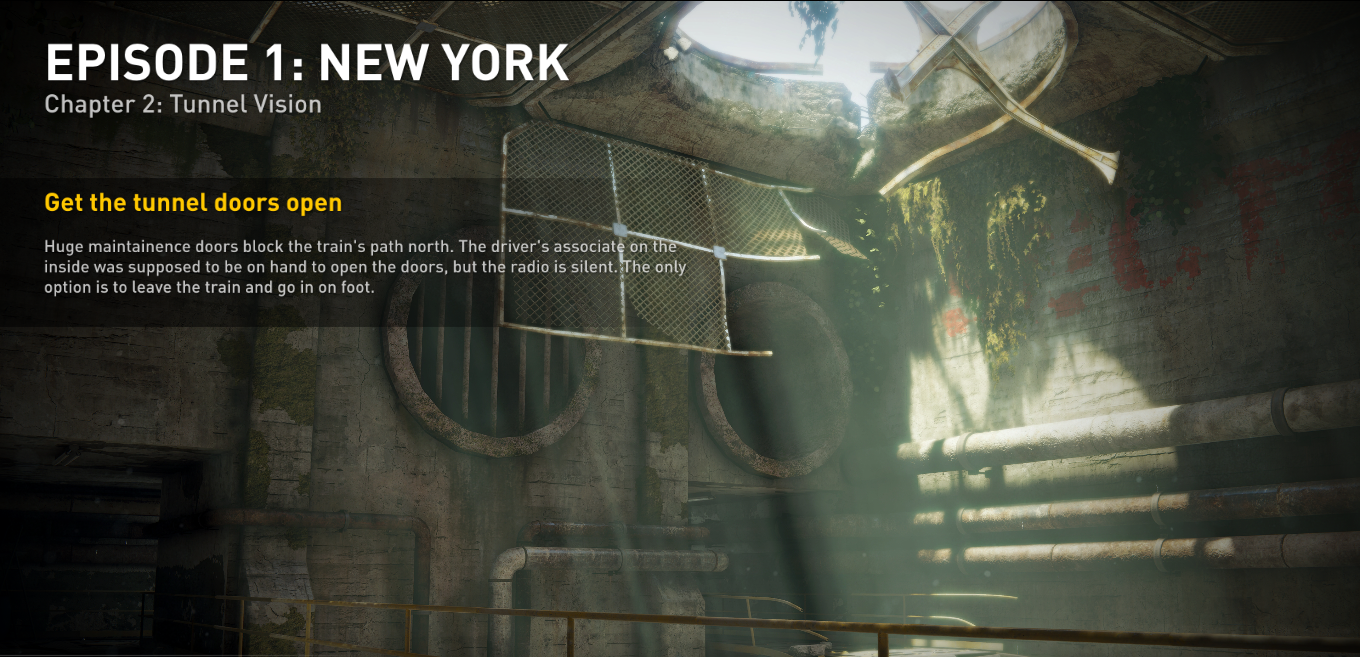 EPISODE 1: NEW YORK
Chapter 2: Tunnel Vision
Get the tunnel doors open
Huge maintainence doors block the train's path north. The driver's associate on the
inside was supposed to be on hand to open the doors, but the radio is silent. The only
option is to leave the train and go in on foot.